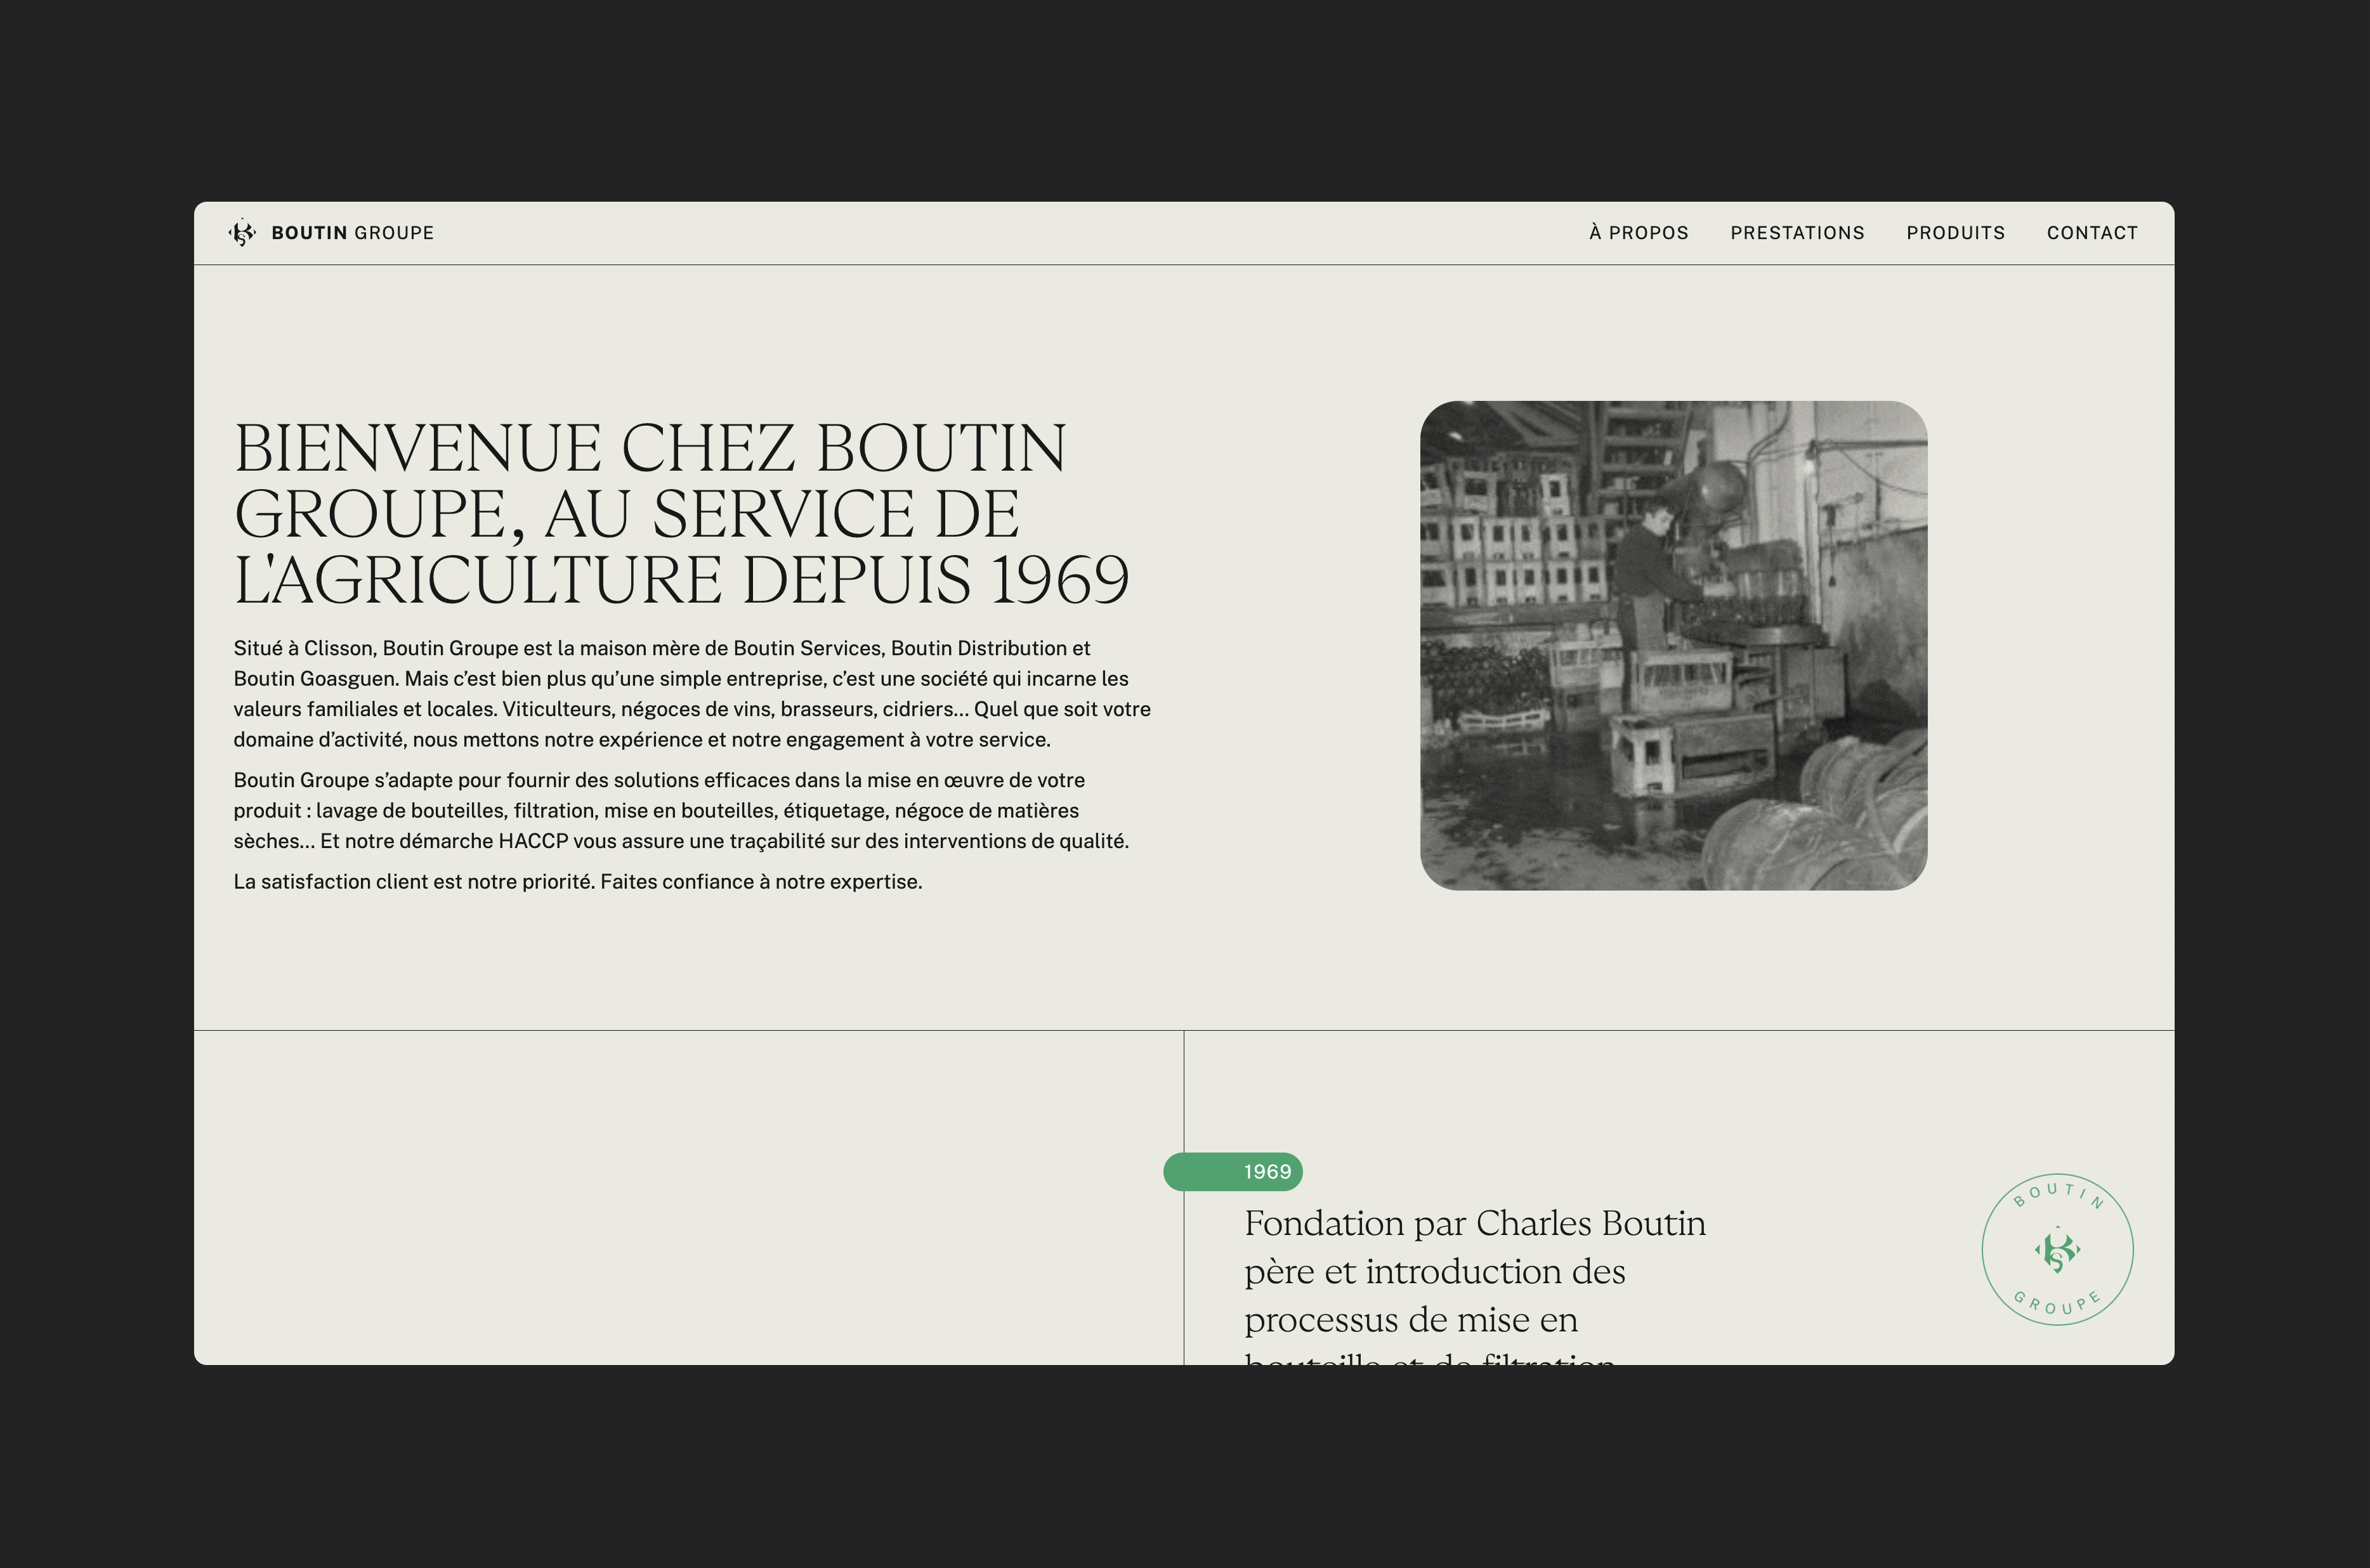 BOUTIN GROUPE
À PROPOS
PRESTATIONS
PRODUITS
CONTACT
BIENVENUE CHEZ BOUTIN
GROUPE, AU SERVICE DE
L'AGRICULTURE DEPUIS 1969
Situé à Clisson, Boutin Groupe est la maison mère de Boutin Services, Boutin Distribution et
Boutin Goasguen. Mais c’est bien plus qu’une simple entreprise, c’est une société qui incarne les
valeurs familiales et locales. Viticulteurs, négoces de vins, brasseurs, cidriers... Quel que soit votre
domaine d’activité, nous mettons notre expérience et notre engagement à votre service.
Boutin Groupe s’adapte pour fournir des solutions efficaces dans la mise en œuvre de votre
produit : lavage de bouteilles, filtration, mise en bouteilles, étiquetage, négoce de matières
sèches... Et notre démarche HACCP vous assure une traçabilité sur des interventions de qualité.
La satisfaction client est notre priorité. Faites confiance à notre expertise.
1969
Fondation par Charles Boutin
père et introduction des
processus de mise en
bouteille et de filtration
BOUTIN
GROUPE